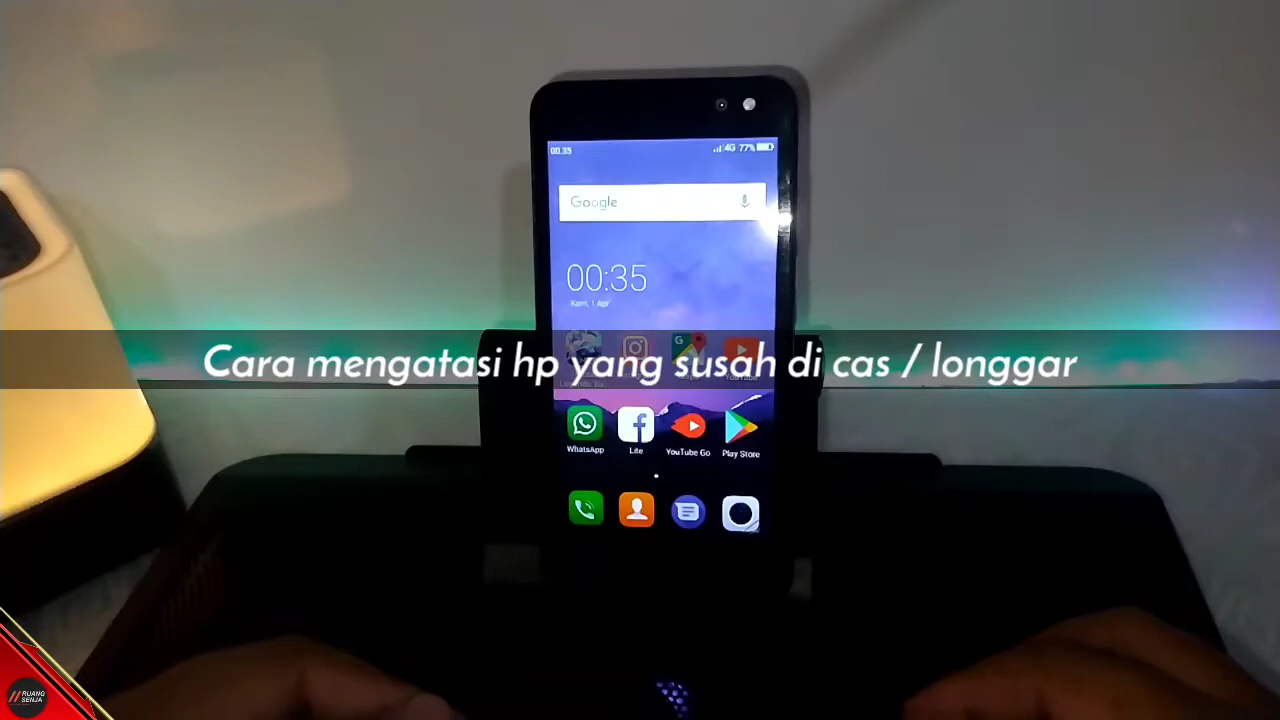 00.35
4G 77%
Google
00:35
Kam, 1 Apr
Cara mengatasi hp yang susah di cas / longgar
WhatsApp
Lite
YouTube Go
Play Store
RUANG
SENJA